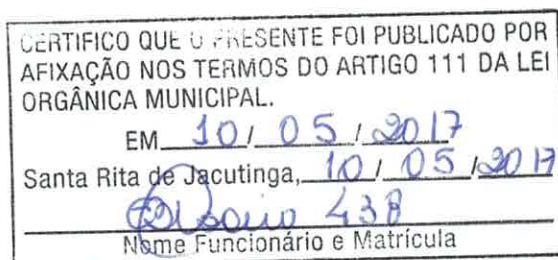 CERTIFICO QUE O PRESENTE FOI PUBLICADO POR
AFIXAÇÃO NOS TERMOS DO ARTIGO 111 DA LEI
ORGÂNICA MUNICIPAL.
EM 10 / 05 / 2017
Santa Rita de Jacutinga, 10 / 05 / 2017
438
Nome Funcionário e Matrícula